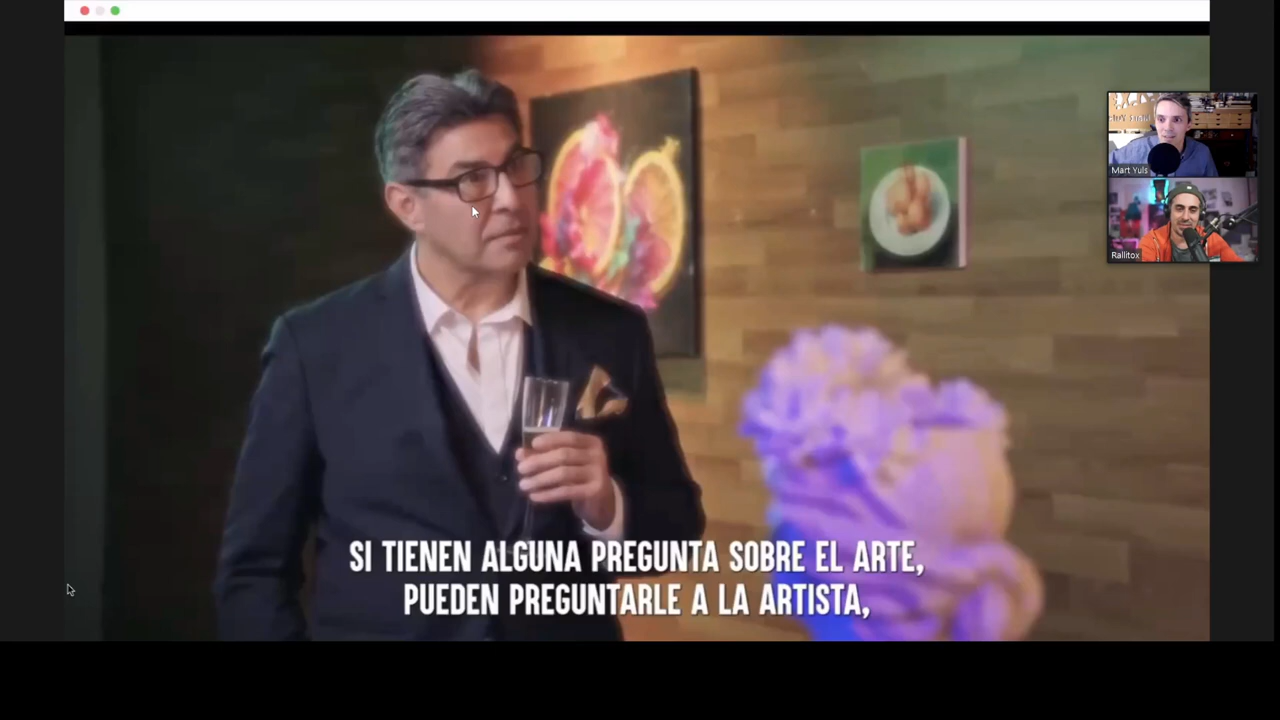 Mart Yuls
Rallitox
SI TIENEN ALGUNA PREGUNTA SOBRE EL ARTE,
PUEDEN PREGUNTARLE A LA ARTISTA,